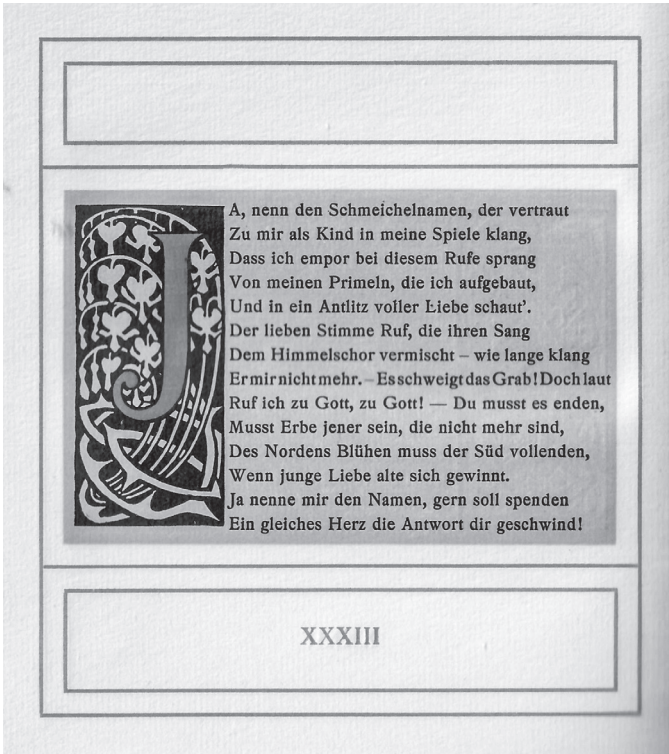 JA, nenn den Schmeichelnamen, der vertraut
Zu mir als Kind in meine Spiele klang,
Dass ich empor bei diesem Rufe sprang
Von meinen Primeln, die ich aufgebaut,
Und in ein Antlitz voller Liebe schaut'.
Der lieben Stimme Ruf, die ihren Sang
Dem Himmelschor vermischt – wie lange klang
Er mir nicht mehr. – Es schweigt das Grab! Doch laut
Ruf ich zu Gott, zu Gott! — Du musst es enden,
Musst Erbe jener sein, die nicht mehr sind,
Des Nordens Blühen muss der Süd vollenden,
Wenn junge Liebe alte sich gewinnt.
Ja nenne mir den Namen, gern soll spenden
Ein gleiches Herz die Antwort dir geschwind!
XXXIII